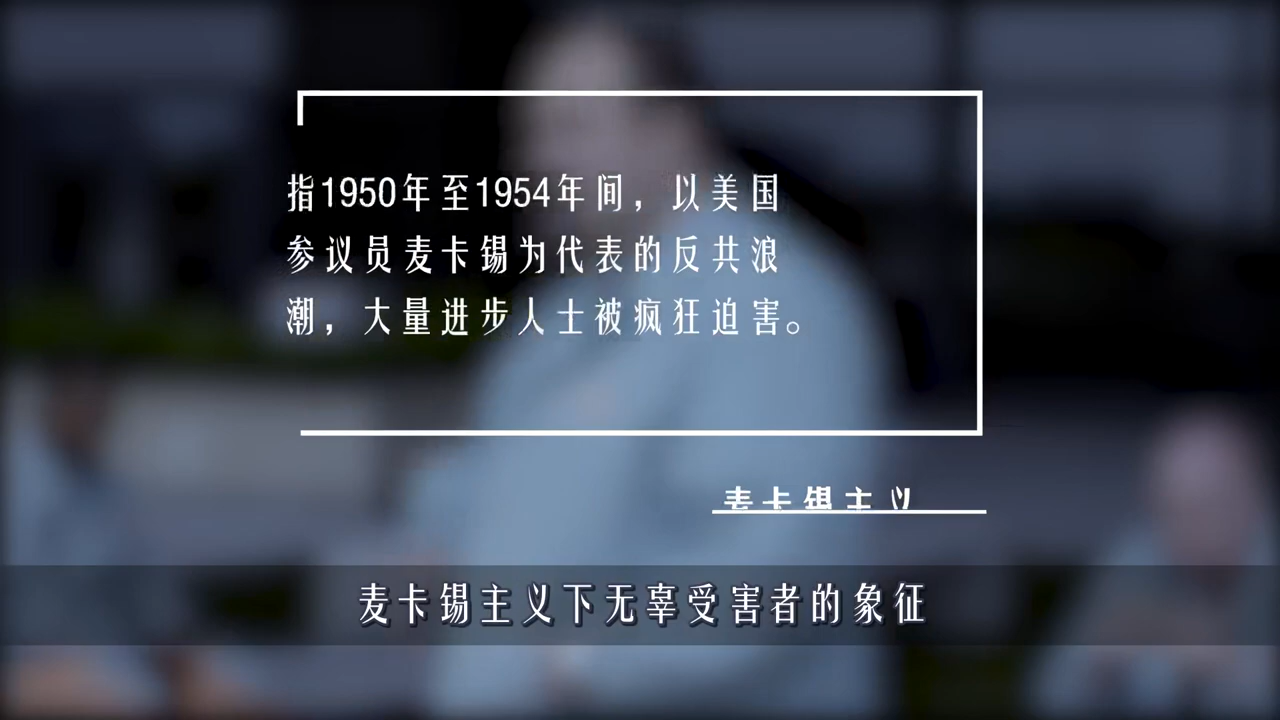 指1950年至1954年间，以美国
参议员麦卡锡为代表的反共浪
潮，大量进步人士被疯狂迫害。
麦卡锡主义
麦卡锡主义下无辜受害者的象征